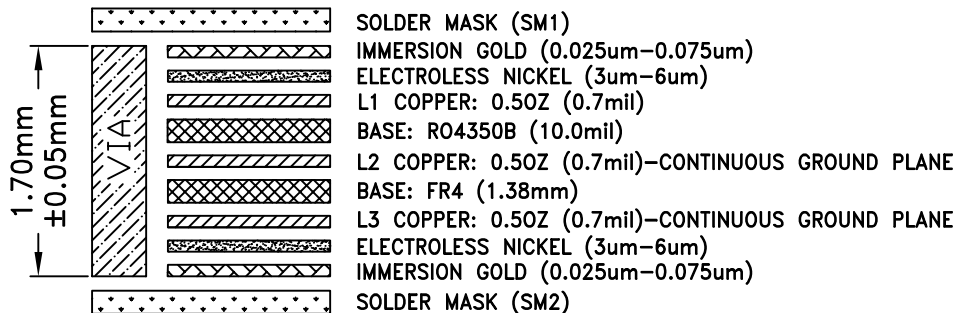 SOLDER MASK (SM1)
IMMERSION GOLD (0.025um-0.075um)
ELECTROLESS NICKEL (3um-6um)
L1 COPPER: 0.5OZ (0.7mil)
BASE: RO4350B (10.0mil)
L2 COPPER: 0.5OZ (0.7mil)-CONTINUOUS GROUND PLANE
BASE: FR4 (1.38mm)
L3 COPPER: 0.5OZ (0.7mil)-CONTINUOUS GROUND PLANE
ELECTROLESS NICKEL (3um-6um)
IMMERSION GOLD (0.025um-0.075um)
SOLDER MASK (SM2)
1.70mm
±0.05mm
VIA